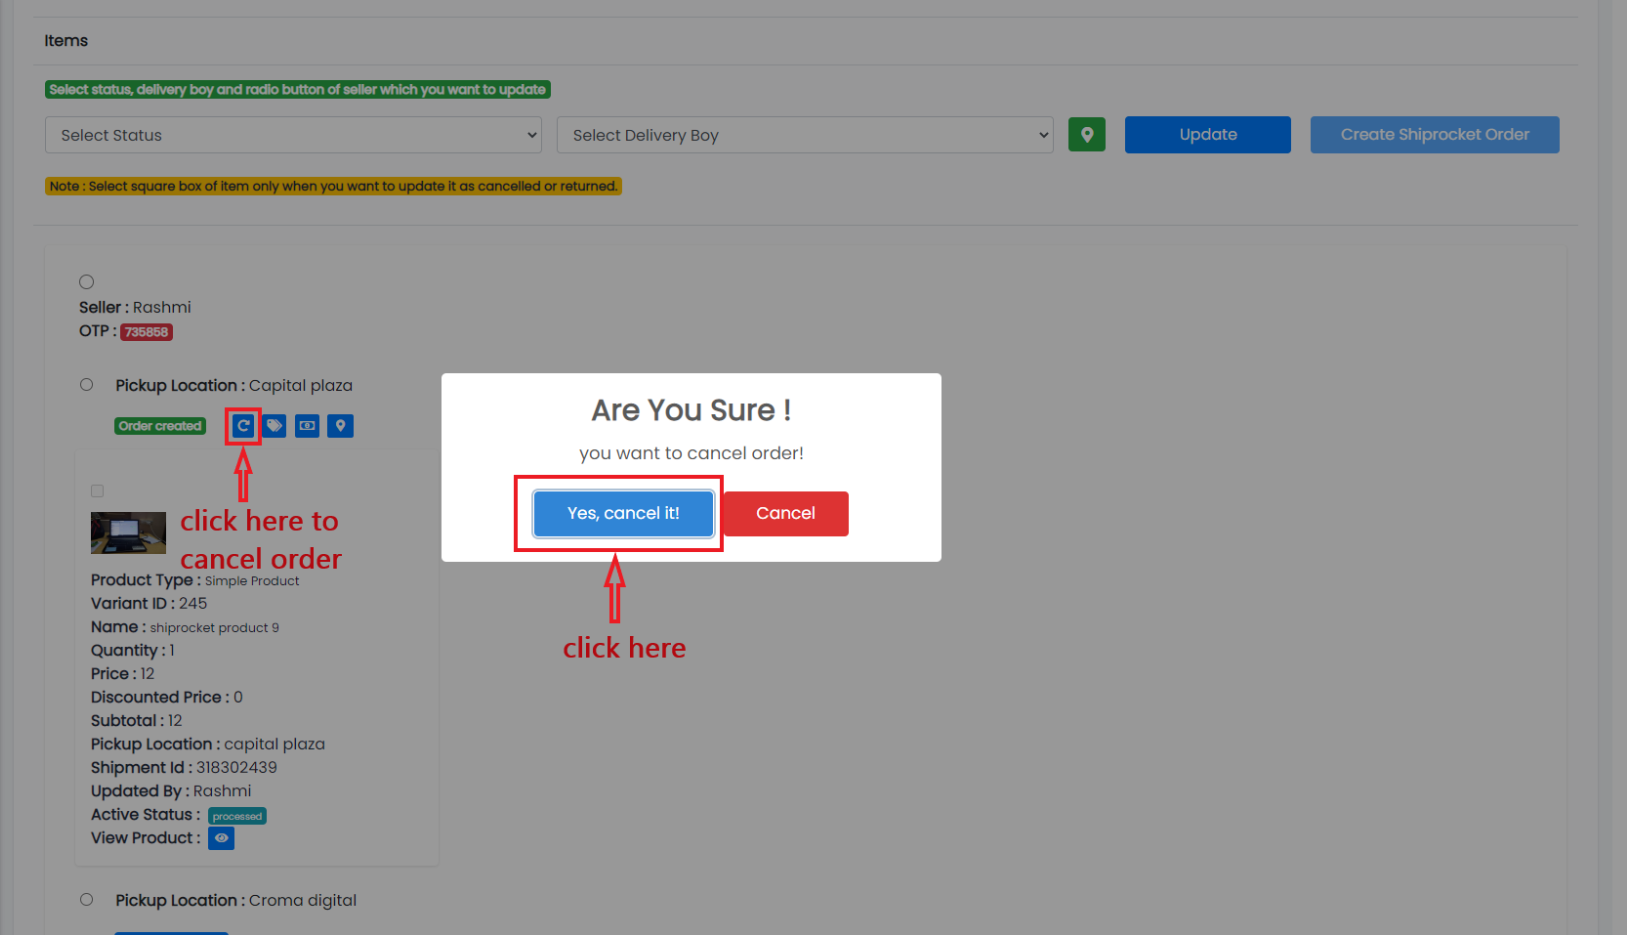 Items
Select status, delivery boy and radio button of seller which you want to update
Select Status
Select Delivery Boy
Update
Create Shiprocket Order
Note : Select square box of item only when you want to update it as cancelled or returned.
Seller : Rashmi
OTP : 735858
Pickup Location : Capital plaza
Order created
Are You Sure !
you want to cancel order!
Yes, cancel it!
Cancel
click here to
cancel order
click here
Product Type : Simple Product
Variant ID : 245
Name : shiprocket product 9
Quantity : 1
Price : 12
Discounted Price : 0
Subtotal : 12
Pickup Location : capital plaza
Shipment Id : 318302439
Updated By : Rashmi
Active Status : processed
View Product :
Pickup Location : Croma digital